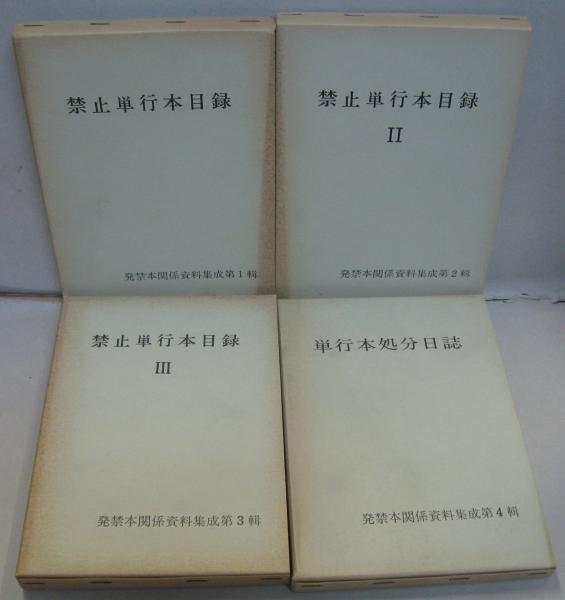 禁止単行本目録
発禁本関係資料集成第1輯
禁止単行本目録
II
発禁本関係資料集成第2輯
禁止単行本目録
III
発禁本関係資料集成第3輯
単行本処分日誌
発禁本関係資料集成第4輯